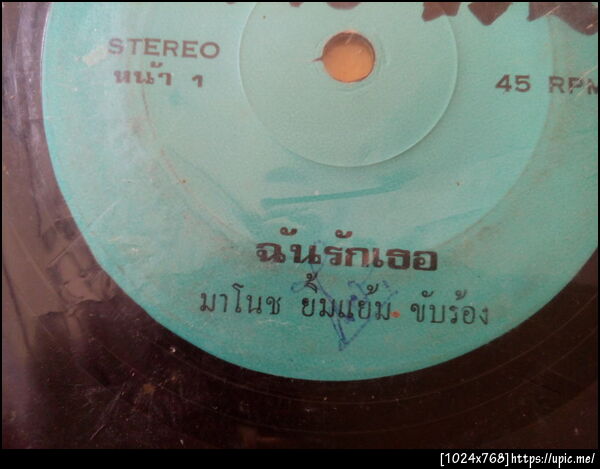 STEREO
หน้า 1
45 RPM
ฉันรักเธอ
มาโนช ยิ้มแย้ม ขับร้อง
[1024x768]https://upic.me/